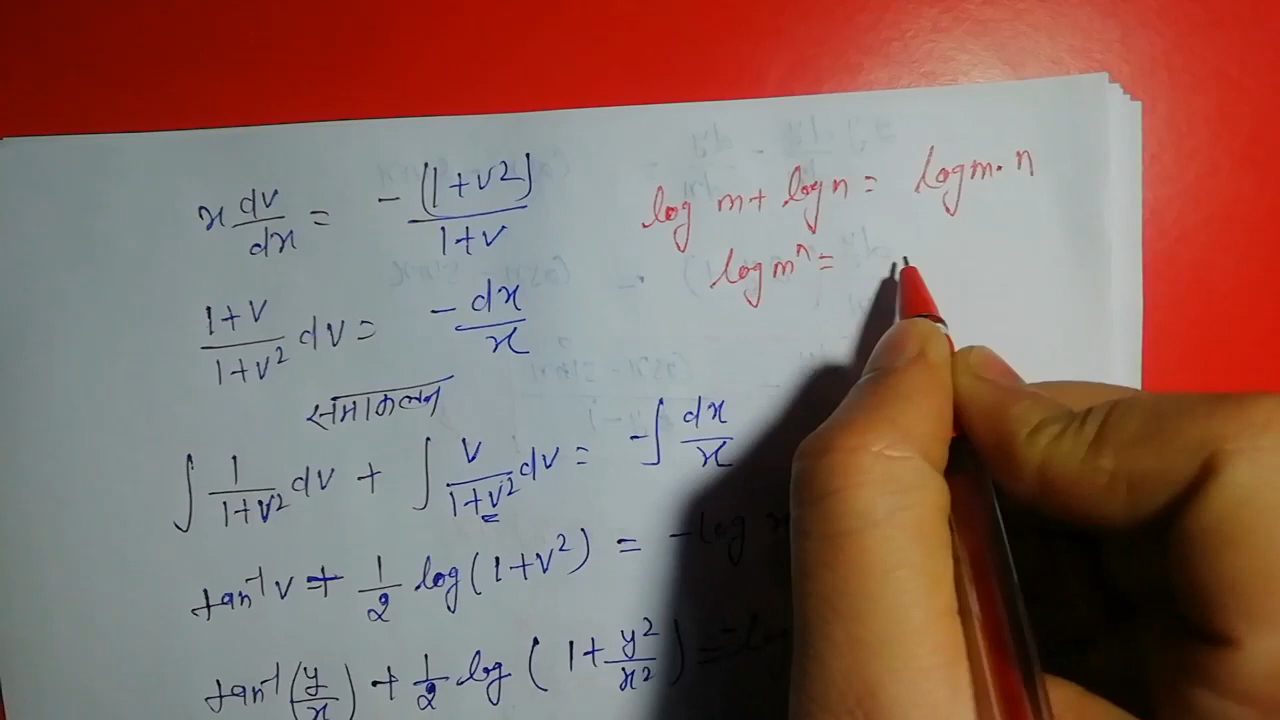 x dv/dx = -(1+v²)/1+v
log m + log n = log m·n
log mⁿ =
1+v/1+v² dv = -dx/x
समाकलन
∫ 1/1+v² dv + ∫ v/1+v² dv = -∫ dx/x
tan⁻¹v + 1/2 log(1+v²) = -log
tan⁻¹(y/x) + 1/2 log(1+y²/x²) =